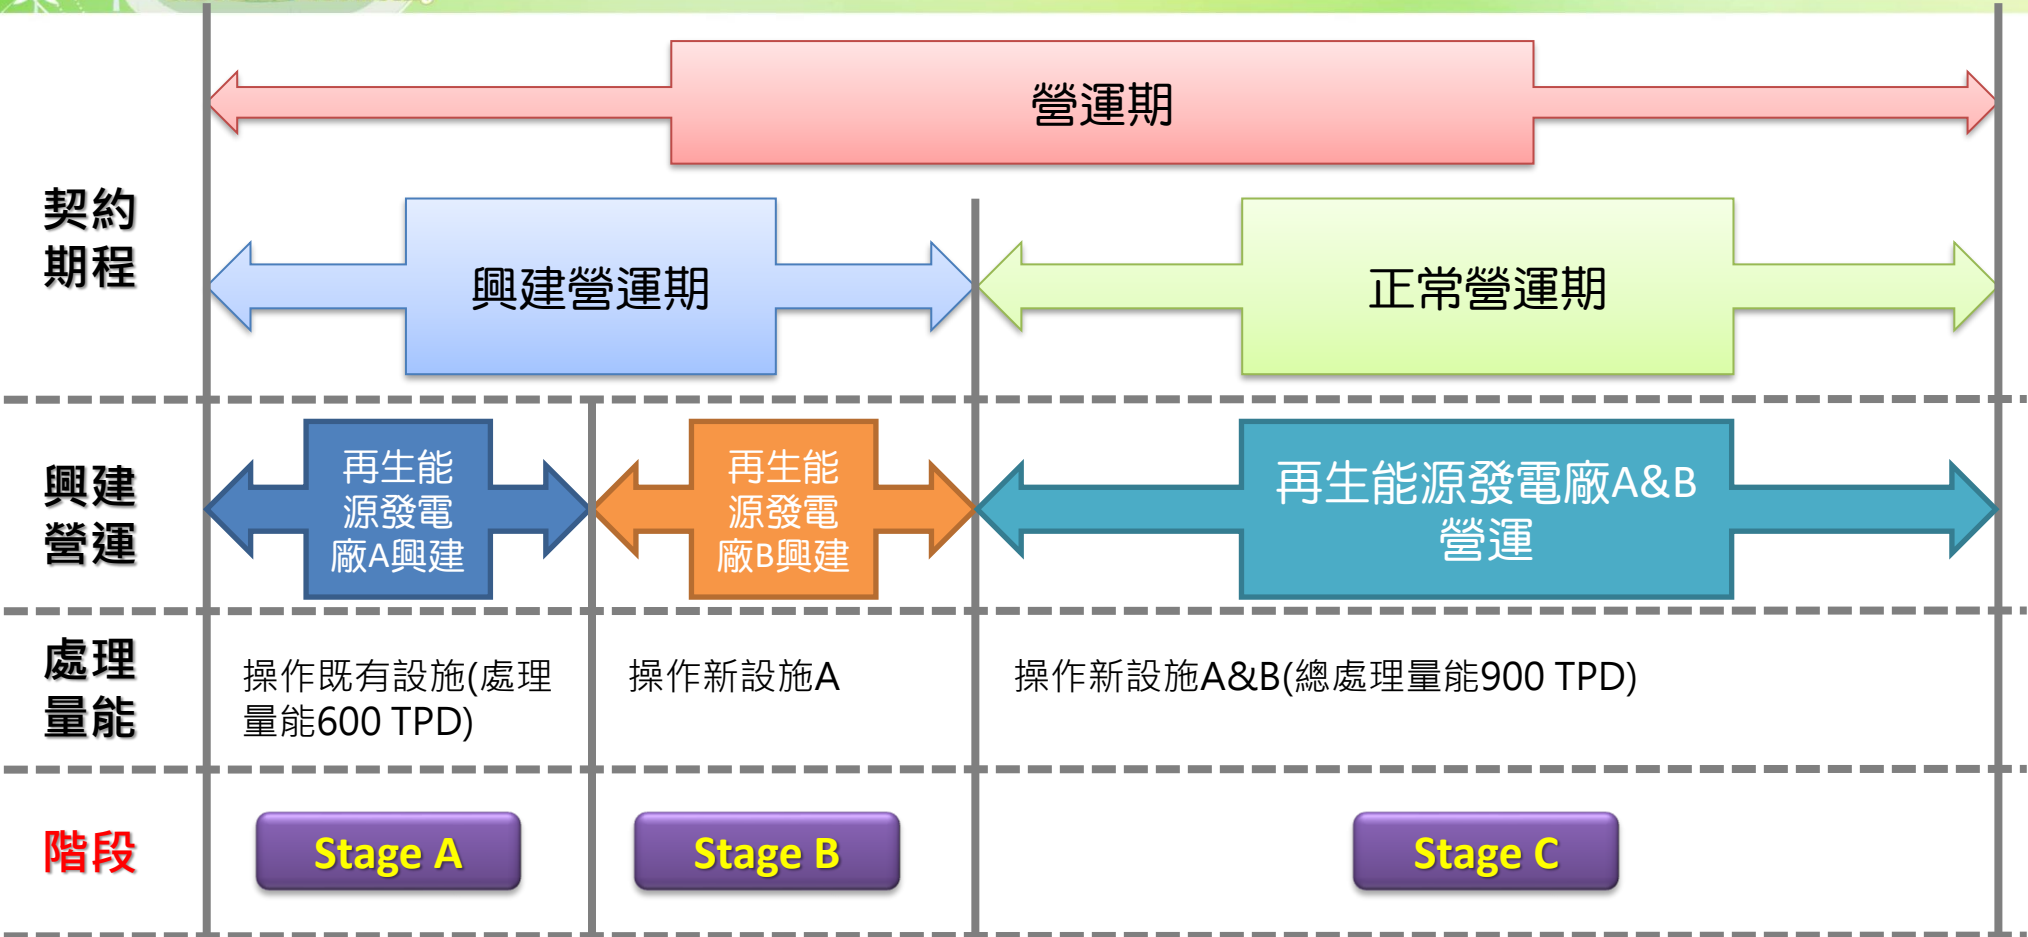 營運期
契約
期程
興建營運期
正常營運期
興建
營運
再生能
源發電
廠A興建
再生能
源發電
廠B興建
再生能源發電廠A&B
營運
處理
量能
操作既有設施(處理
量能600 TPD)
操作新設施A
操作新設施A&B(總處理量能900 TPD)
階段
Stage A
Stage B
Stage C